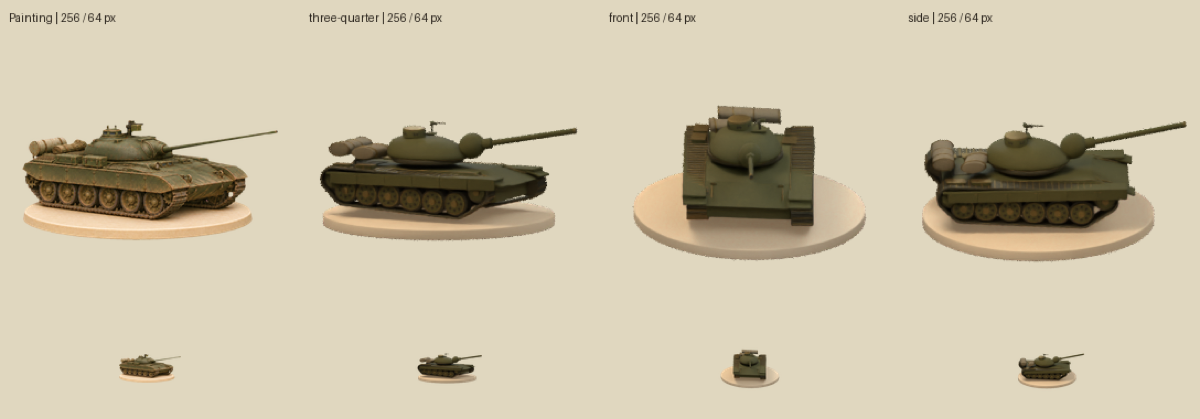 Painting | 256 / 64 px
three-quarter | 256 / 64 px
front | 256 / 64 px
side | 256 / 64 px